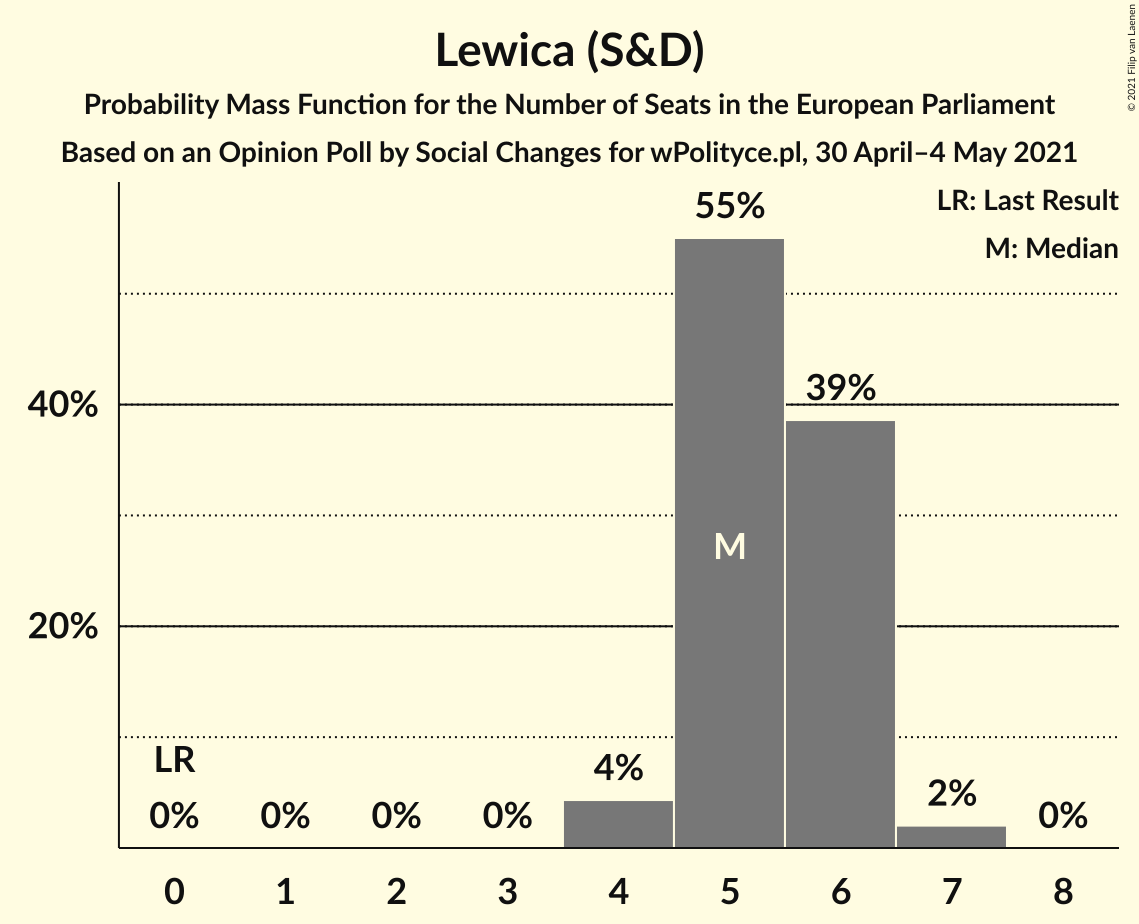 Lewica (S&D)
Probability Mass Function for the Number of Seats in the European Parliament
Based on an Opinion Poll by Social Changes for wPolityce.pl, 30 April–4 May 2021
© 2021 Filip van Laenen
LR: Last Result
M: Median
55%
40%
39%
M
20%
LR
0%
0%
0%
0%
4%
2%
0%
0
1
2
3
4
5
6
7
8